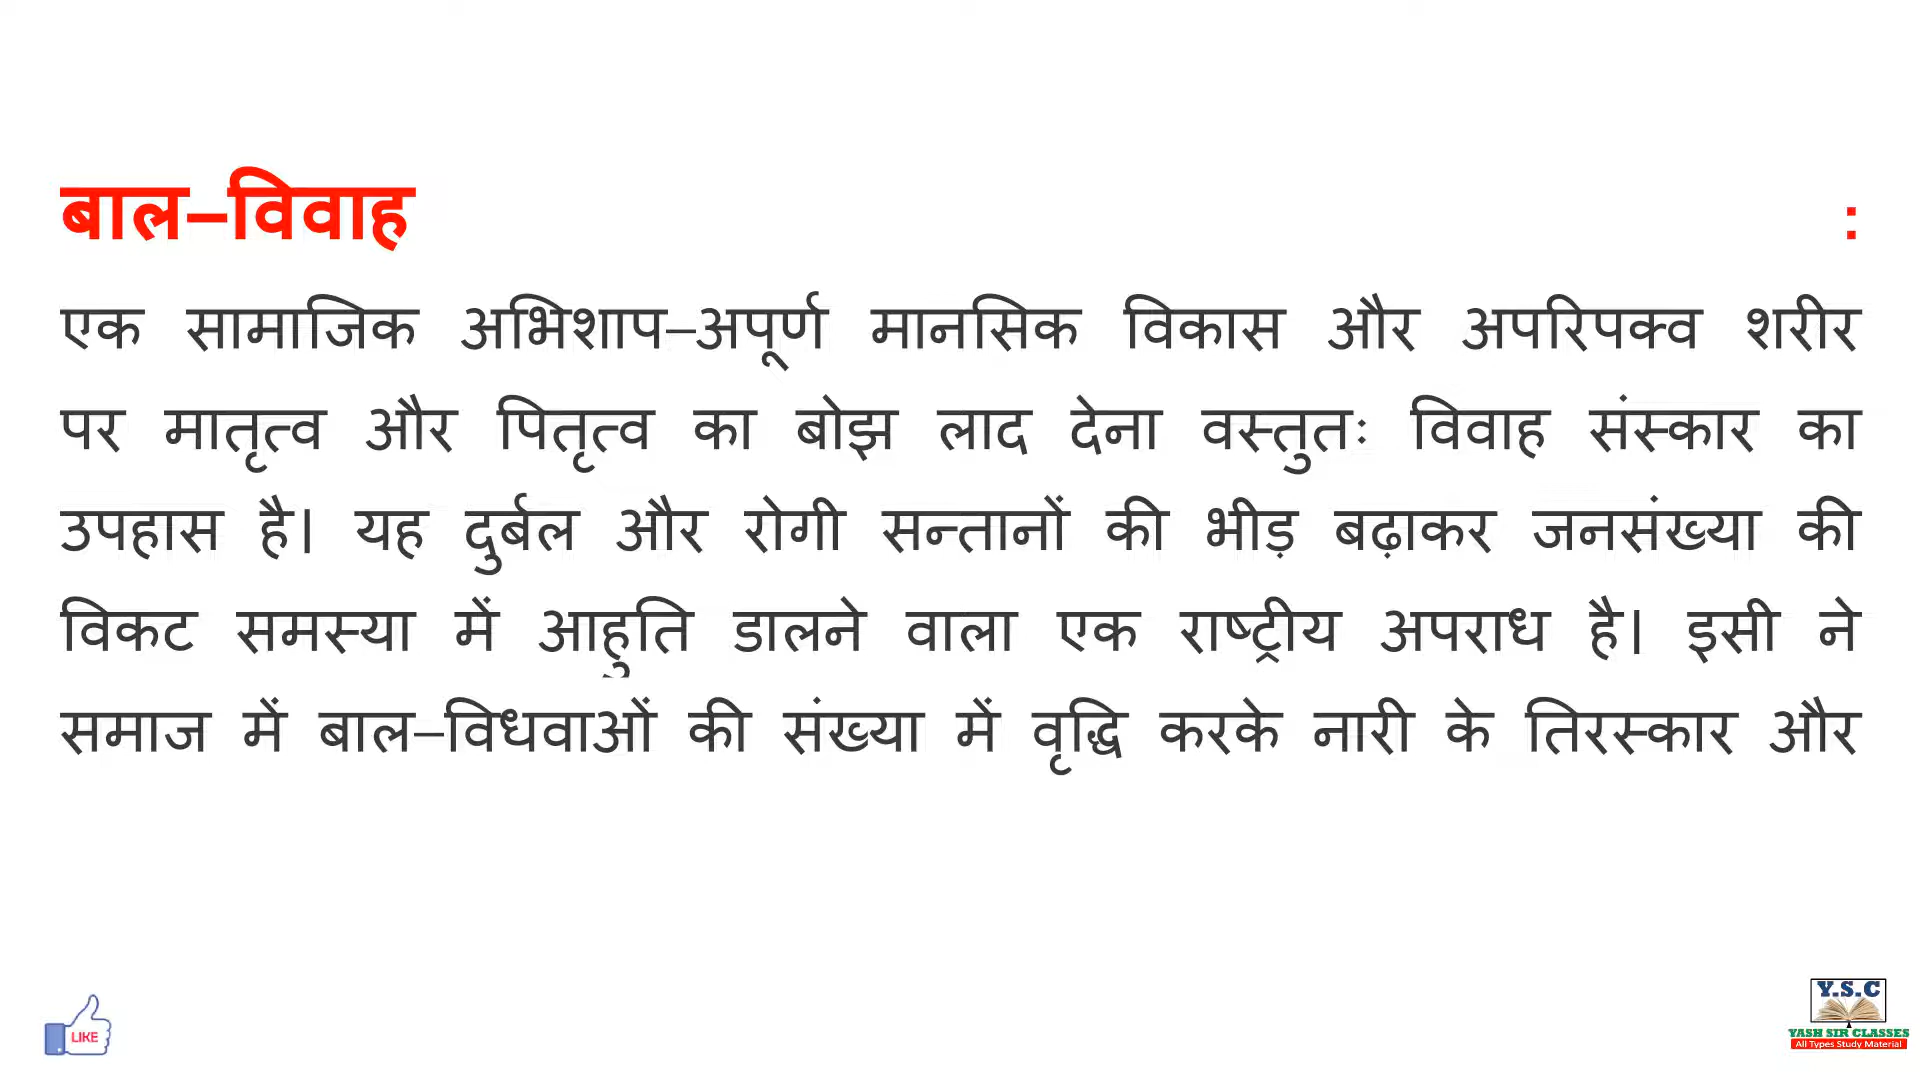 बाल–विवाह :
एक सामाजिक अभिशाप–अपूर्ण मानसिक विकास और अपरिपक्व शरीर
पर मातृत्व और पितृत्व का बोझ लाद देना वस्तुतः विवाह संस्कार का
उपहास है। यह दुर्बल और रोगी सन्तानों की भीड़ बढ़ाकर जनसंख्या की
विकट समस्या में आहुति डालने वाला एक राष्ट्रीय अपराध है। इसी ने
समाज में बाल–विधवाओं की संख्या में वृद्धि करके नारी के तिरस्कार और
LIKE
Y.S.C
YASH SIR CLASSES
All Types Study Material